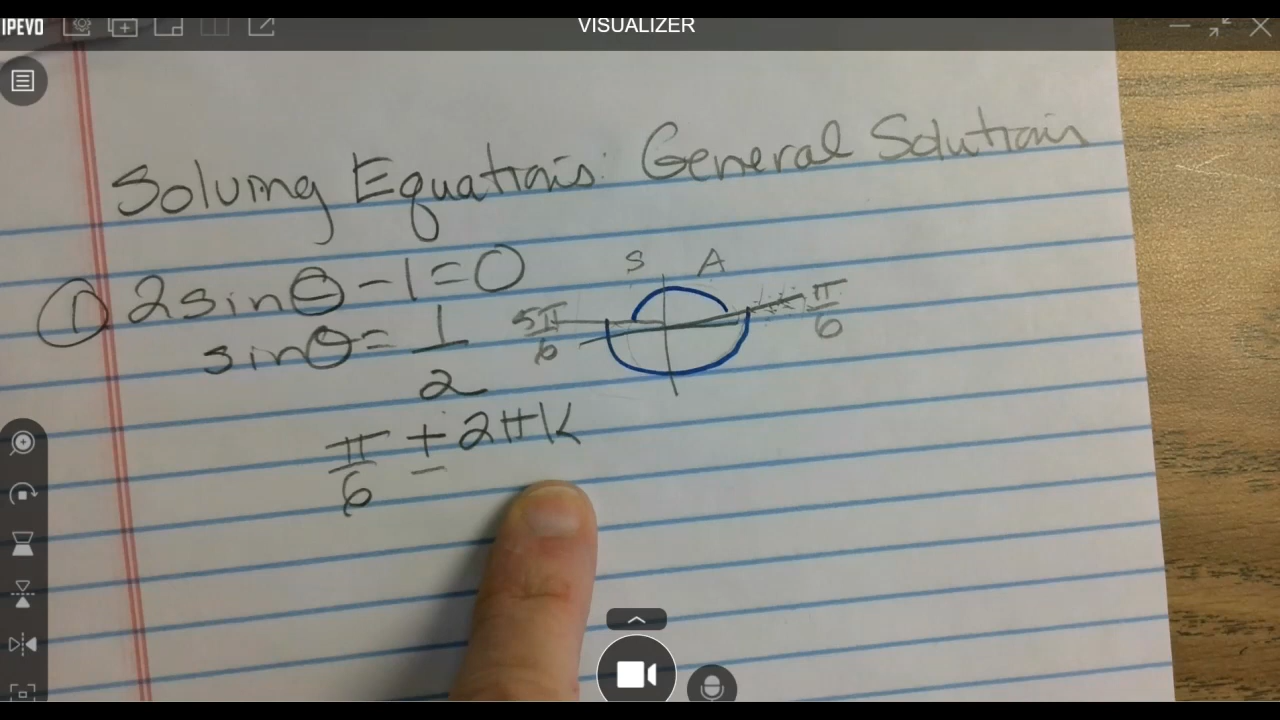 IPEVO
VISUALIZER
Solving Equations: General Solutions
① 2sinθ - 1 = 0
sinθ = 1/2
S A
5π/6
π/6
π/6 ± 2πK